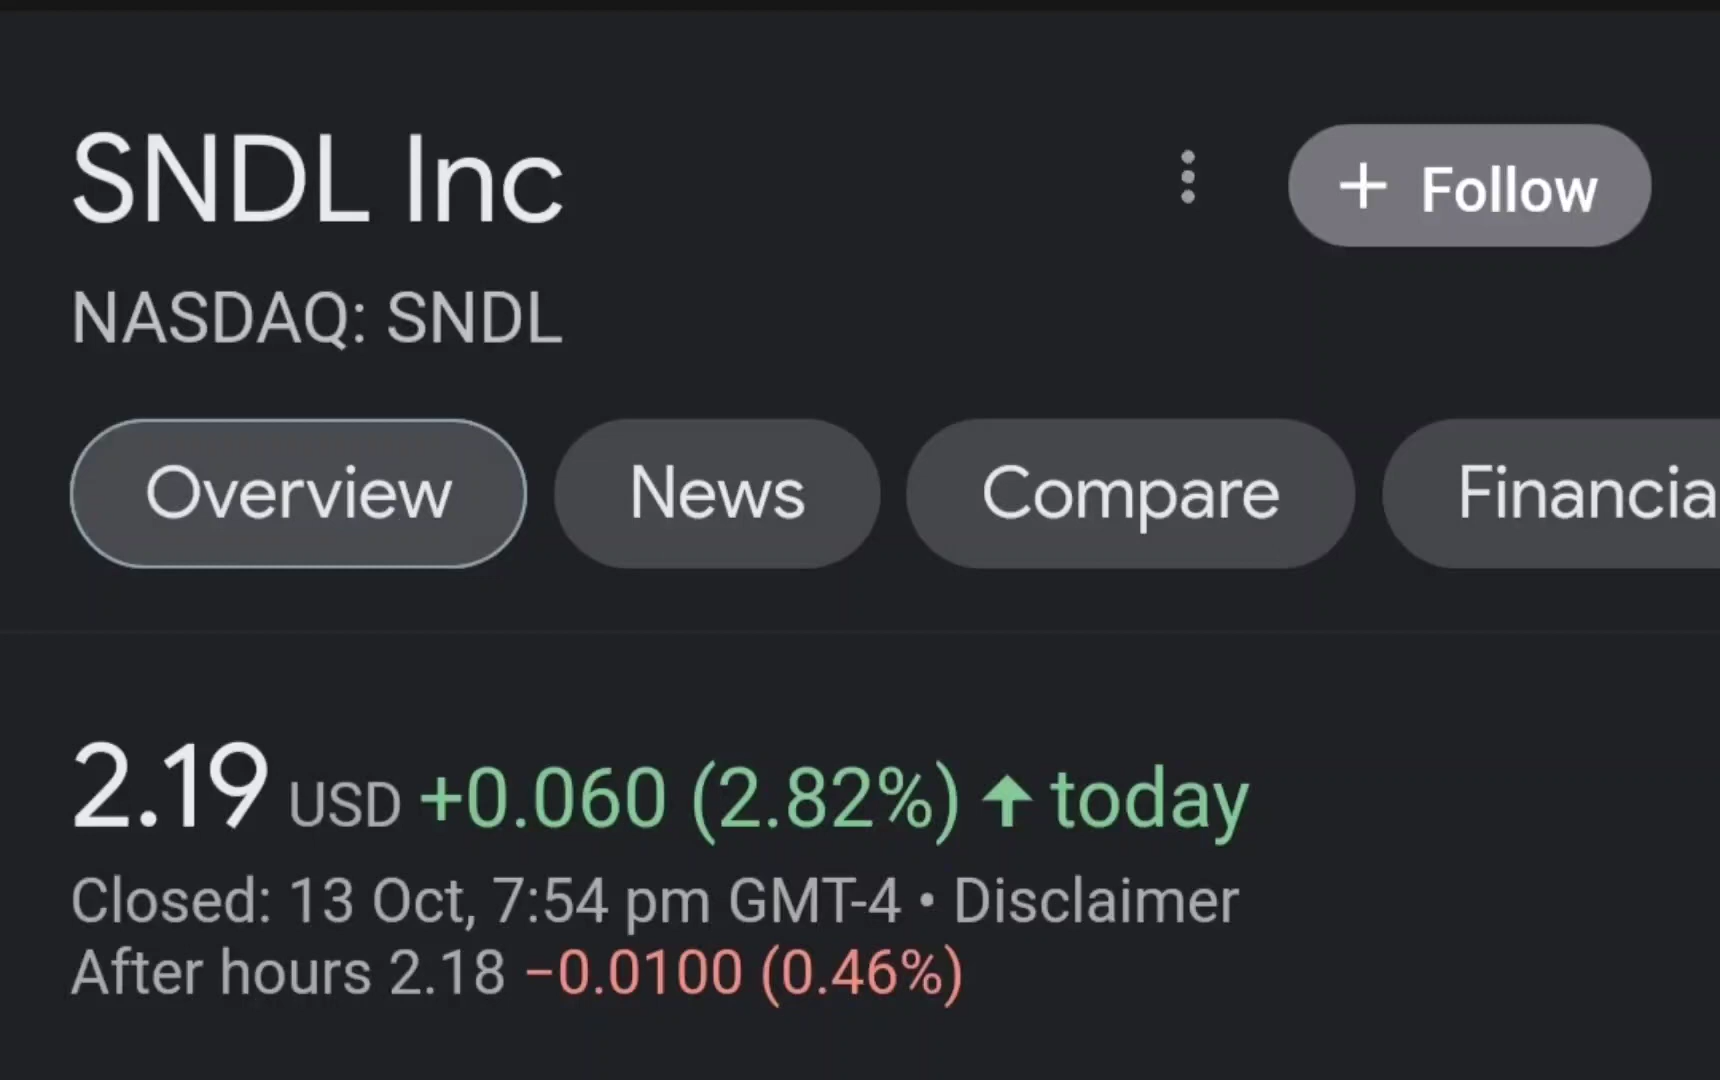 SNDL Inc
+ Follow
NASDAQ: SNDL
Overview News Compare Financia
2.19 USD +0.060 (2.82%) ↑ today
Closed: 13 Oct, 7:54 pm GMT-4 • Disclaimer
After hours 2.18 −0.0100 (0.46%)